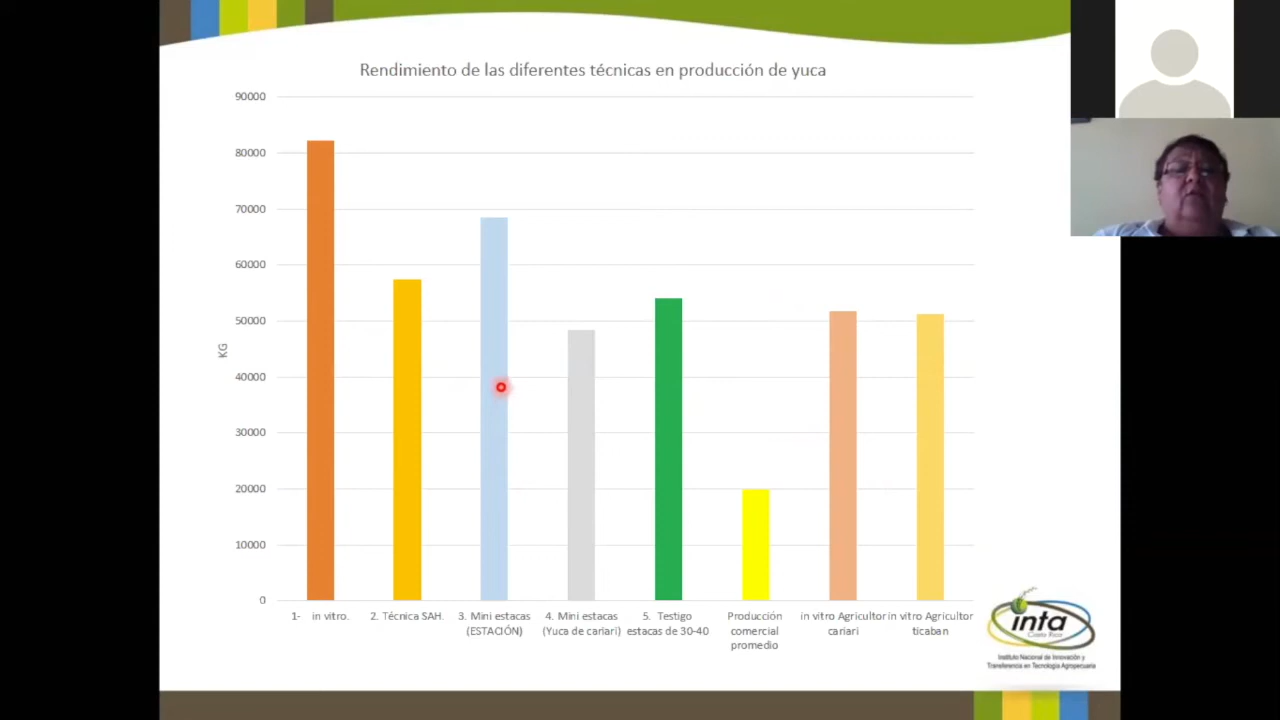 Rendimiento de las diferentes técnicas en producción de yuca
90000
80000
70000
60000
50000
40000
30000
20000
10000
0
KG
1- in vitro.
2. Técnica SAH.
3. Mini estacas
(ESTACIÓN)
4. Mini estacas
(Yuca de cariari)
5. Testigo
estacas de 30-40
Producción
comercial
promedio
in vitro Agricultor
cariari
in vitro Agricultor
ticaban
inta
Costa Rica
Instituto Nacional de Innovación y
Transferencia en Tecnología Agropecuaria